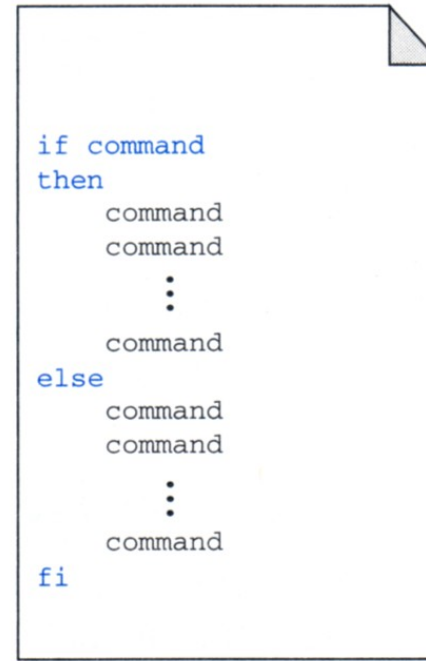 if command
then
command
command
⋮
command
else
command
command
⋮
command
fi